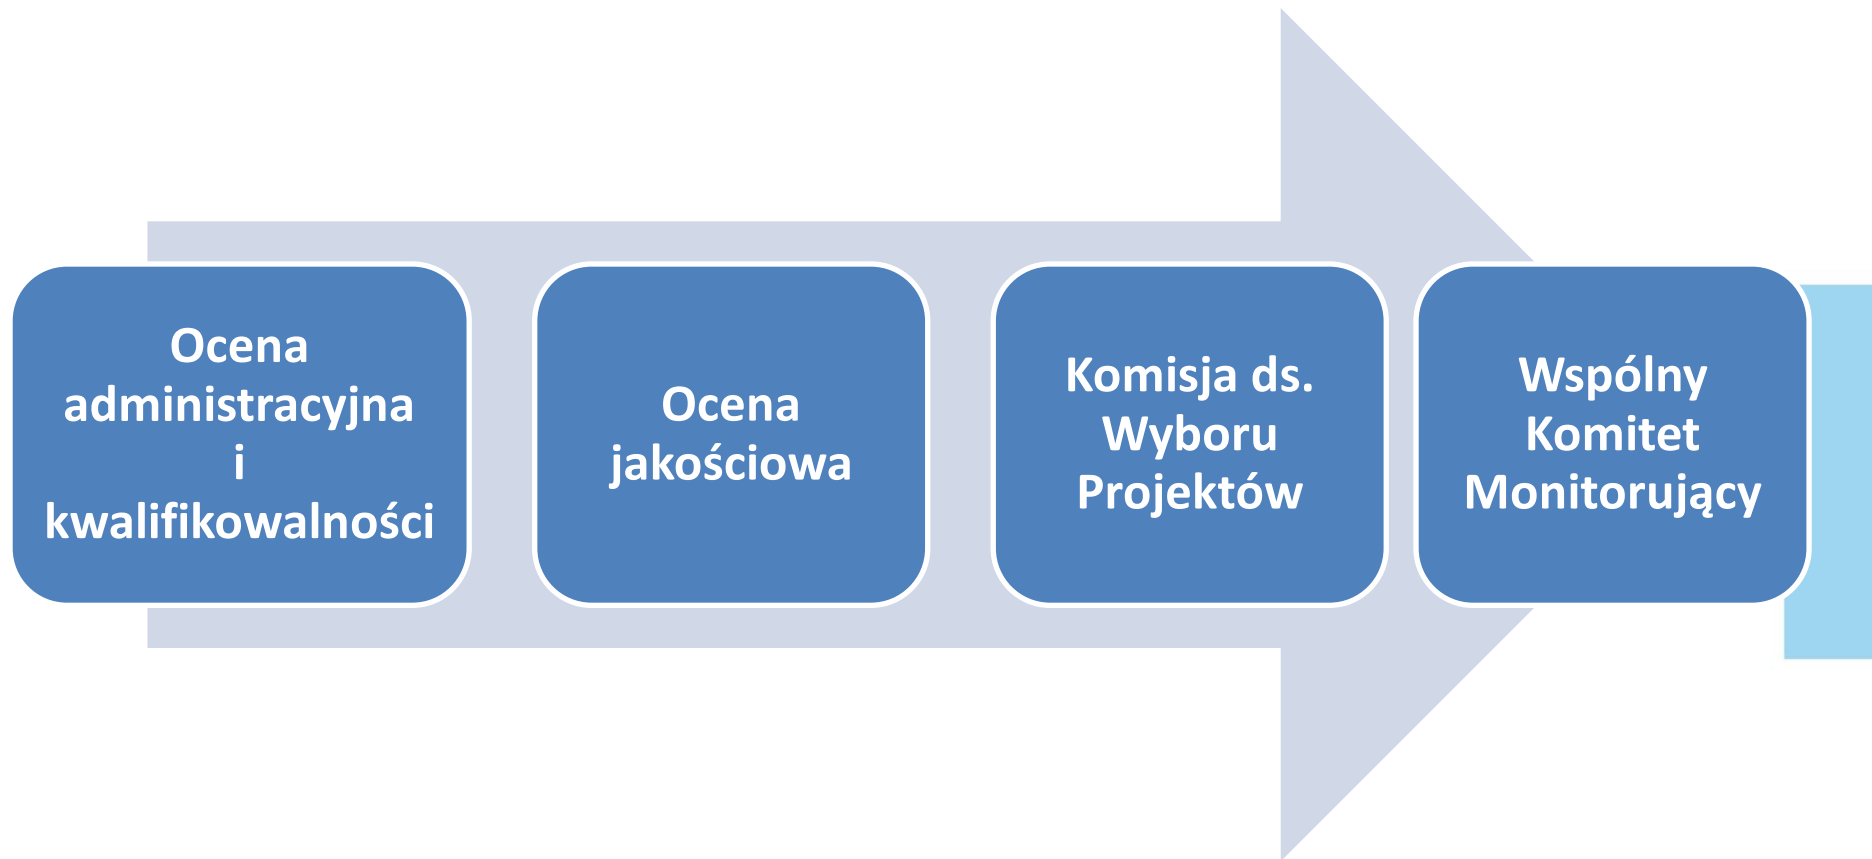 Ocena
administracyjna
i
kwalifikowalności
Ocena
jakościowa
Komisja ds.
Wyboru
Projektów
Wspólny
Komitet
Monitorujący